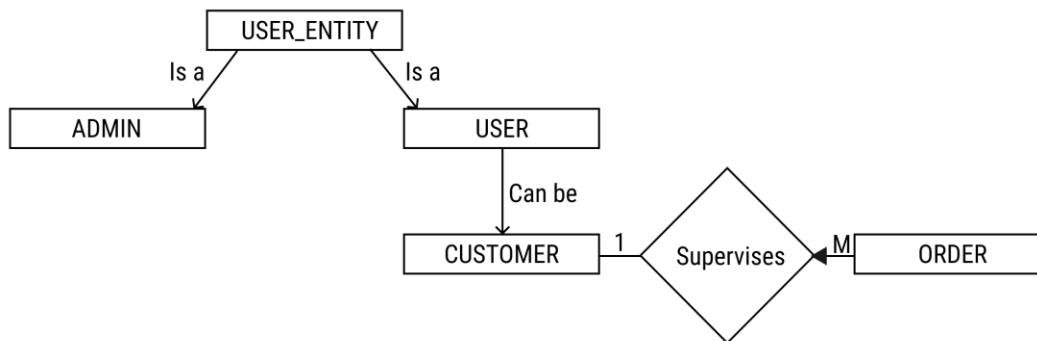 USER_ENTITY
Is a
Is a
ADMIN
USER
Can be
CUSTOMER
1
Supervises
M
ORDER